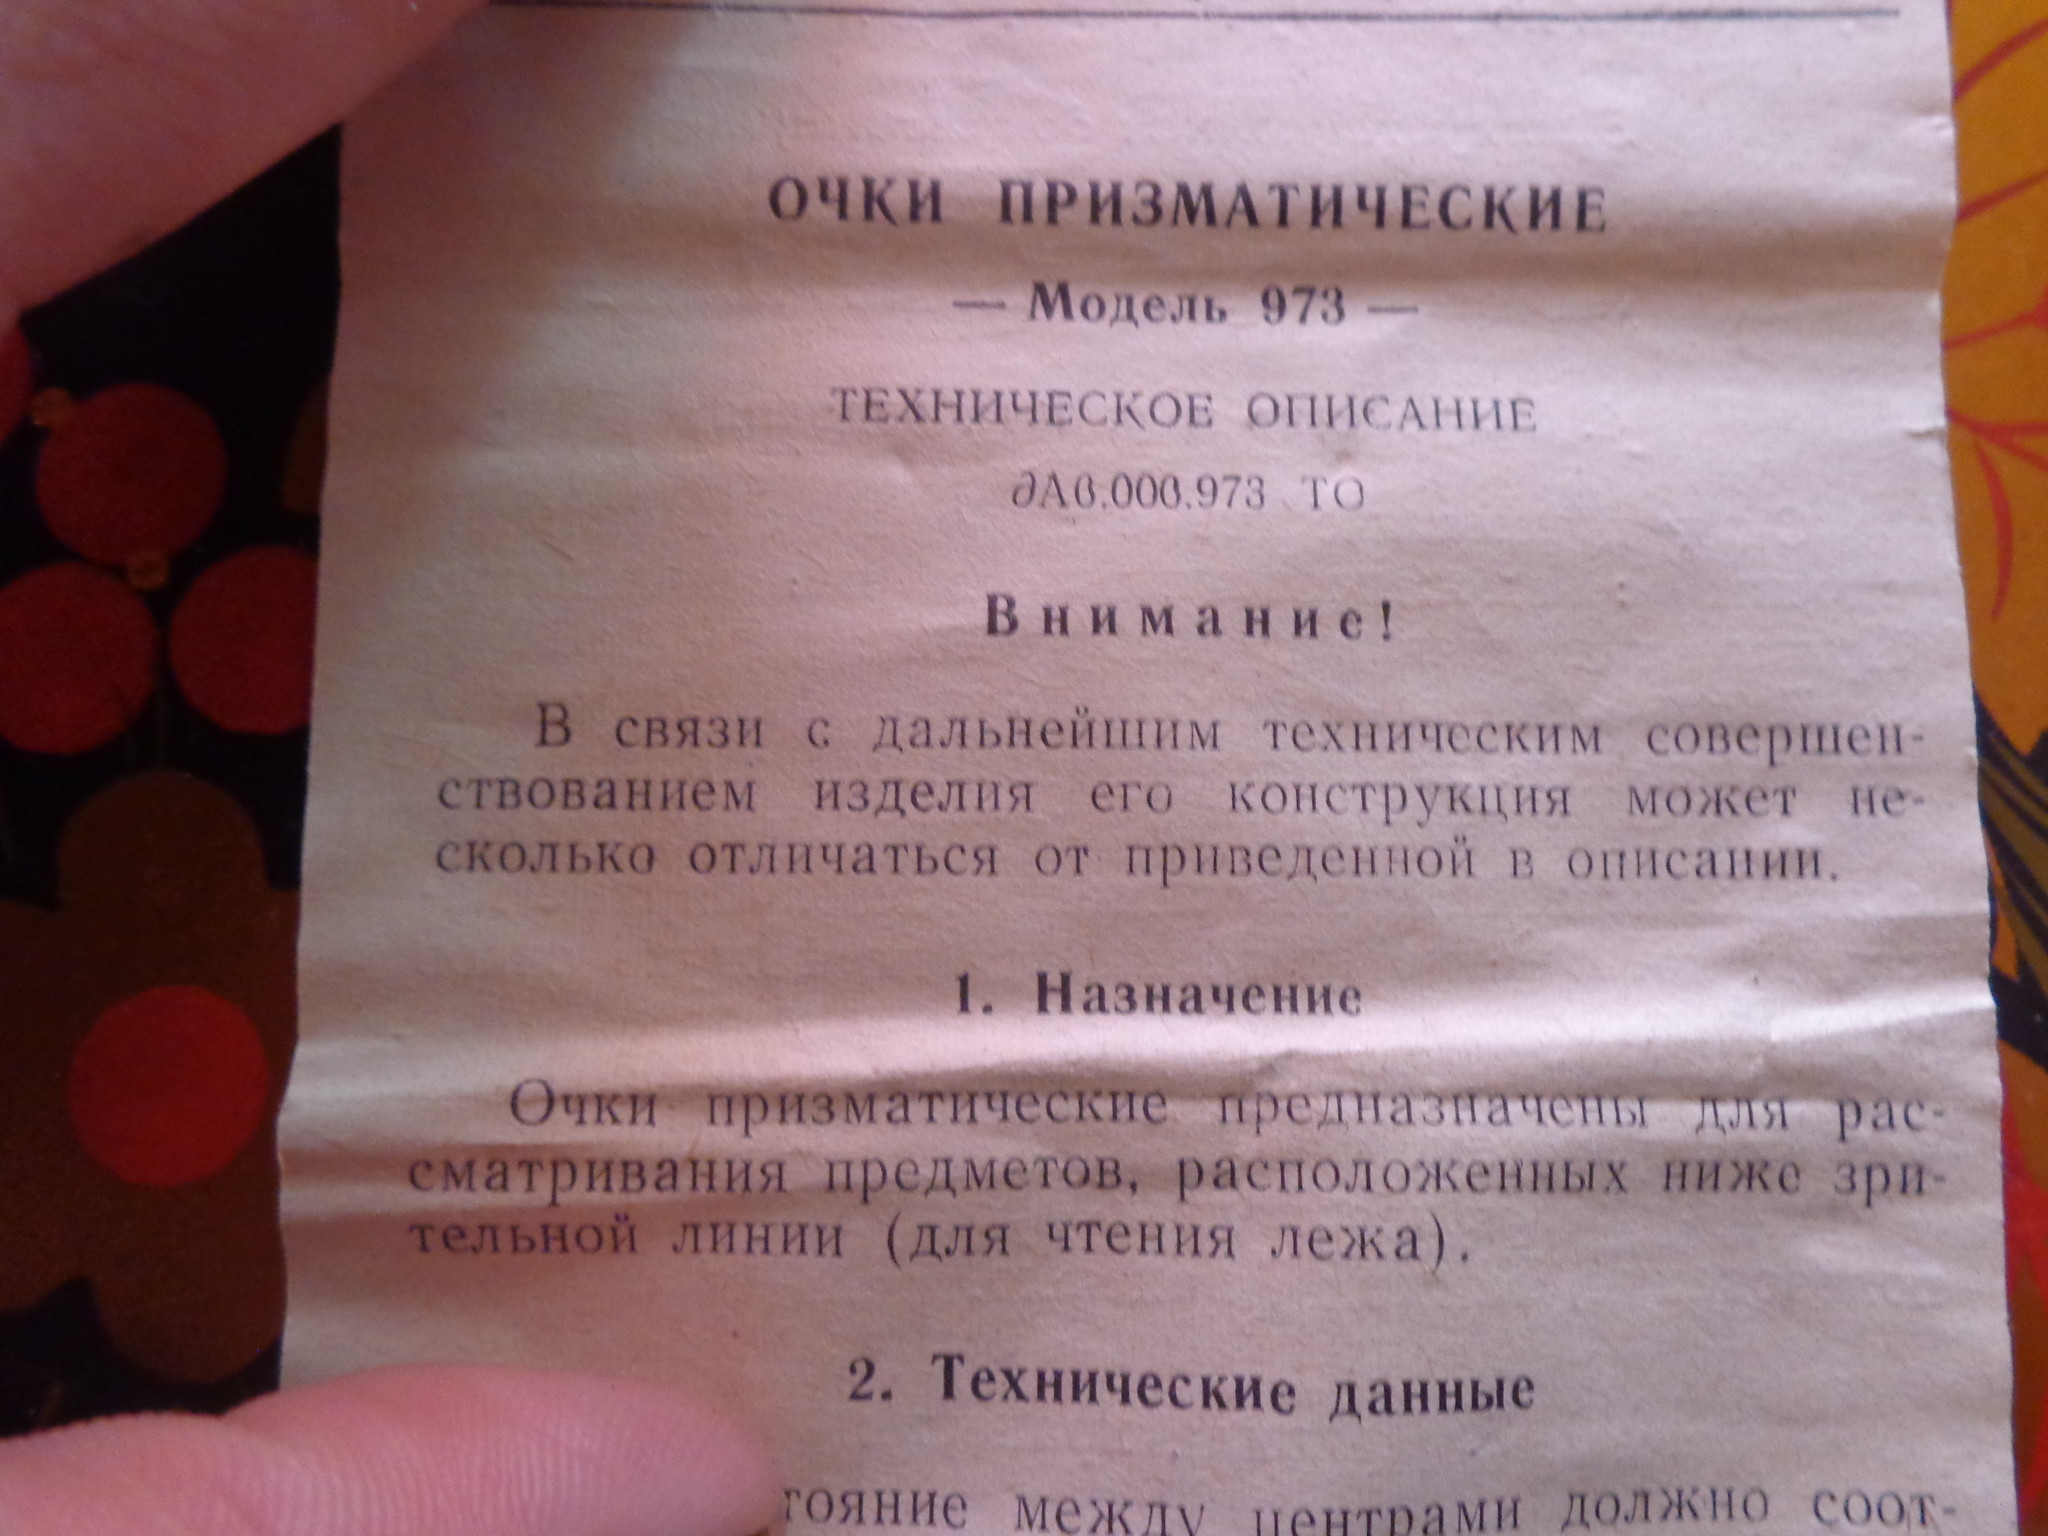 ОЧКИ ПРИЗМАТИЧЕСКИЕ
— Модель 973 —
ТЕХНИЧЕСКОЕ ОПИСАНИЕ
дАв.00в.973 ТО
Внимание!
В связи с дальнейшим техническим совершен-
ствованием изделия его конструкция может не-
сколько отличаться от приведенной в описании.
1. Назначение
Очки призматические предназначены для рас-
сматривания предметов, расположенных ниже зри-
тельной линии (для чтения лежа).
2. Технические данные
тояние между центрами должно соот-